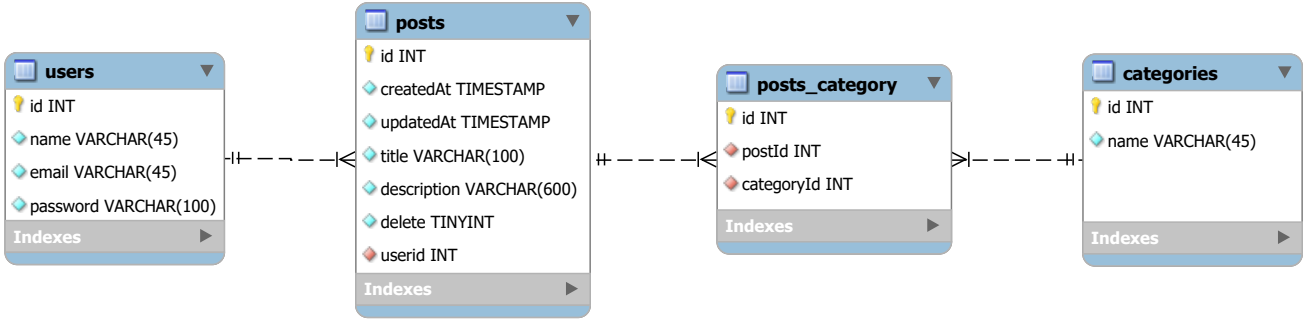 users
id INT
name VARCHAR(45)
email VARCHAR(45)
password VARCHAR(100)
Indexes
posts
id INT
createdAt TIMESTAMP
updatedAt TIMESTAMP
title VARCHAR(100)
description VARCHAR(600)
delete TINYINT
userid INT
Indexes
posts_category
id INT
postId INT
categoryId INT
Indexes
categories
id INT
name VARCHAR(45)
Indexes